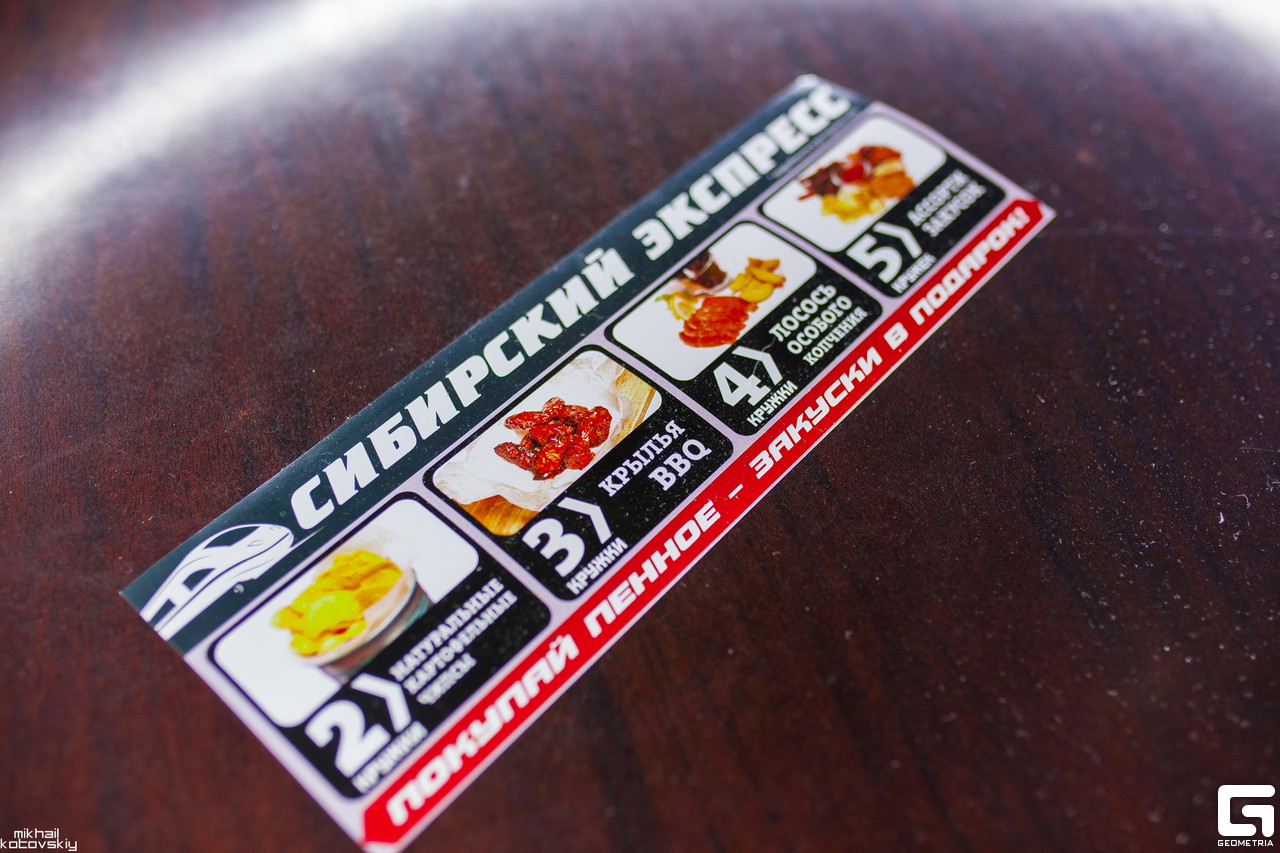 СИБИРСКИЙ ЭКСПРЕСС
2
КРУЖКИ
НАТУРАЛЬНЫЕ
КАРТОФЕЛЬНЫЕ
ЧИПСЫ
3
КРУЖКИ
КРЫЛЬЯ
BBQ
4
КРУЖКИ
ЛОСОСЬ
ОСОБОГО
КОПЧЕНИЯ
5
КРУЖЕК
АССОРТИ
ЗАКУСОК
ПОКУПАЙ ПЕННОЕ - ЗАКУСКИ В ПОДАРОК!
mikhail
kotovskiy
GEOMETRIA